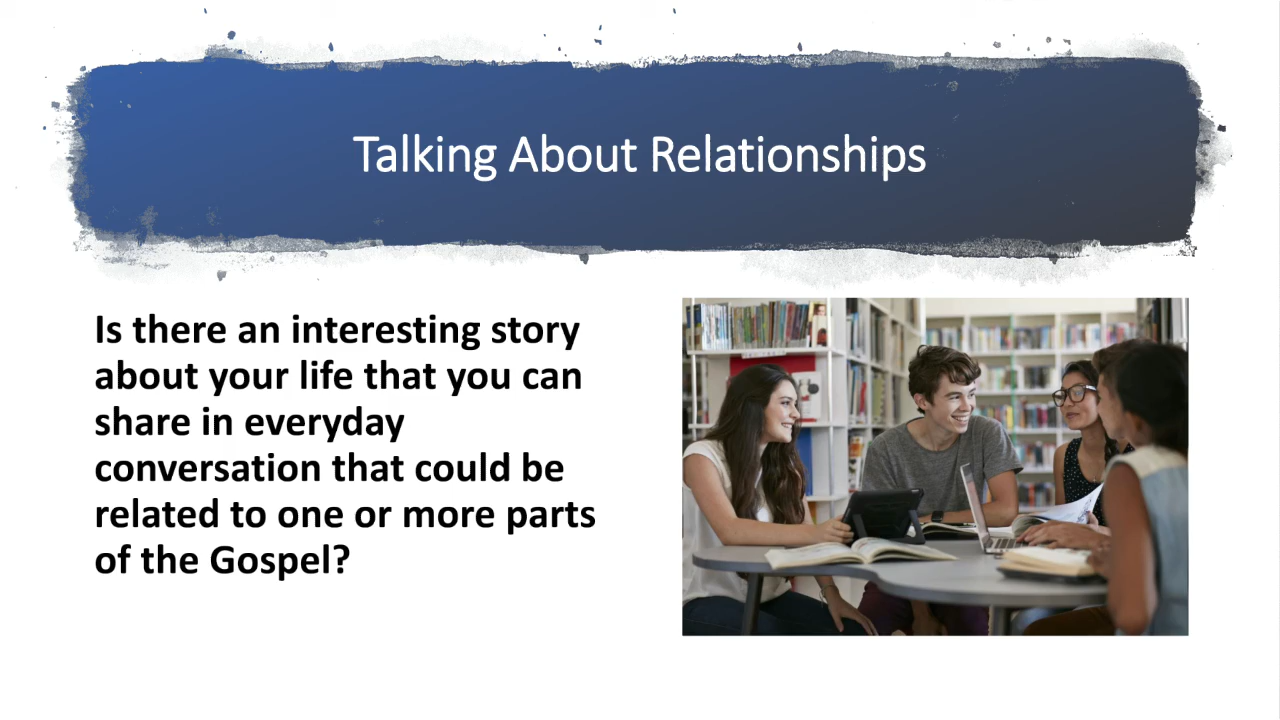 Talking About Relationships
Is there an interesting story
about your life that you can
share in everyday
conversation that could be
related to one or more parts
of the Gospel?